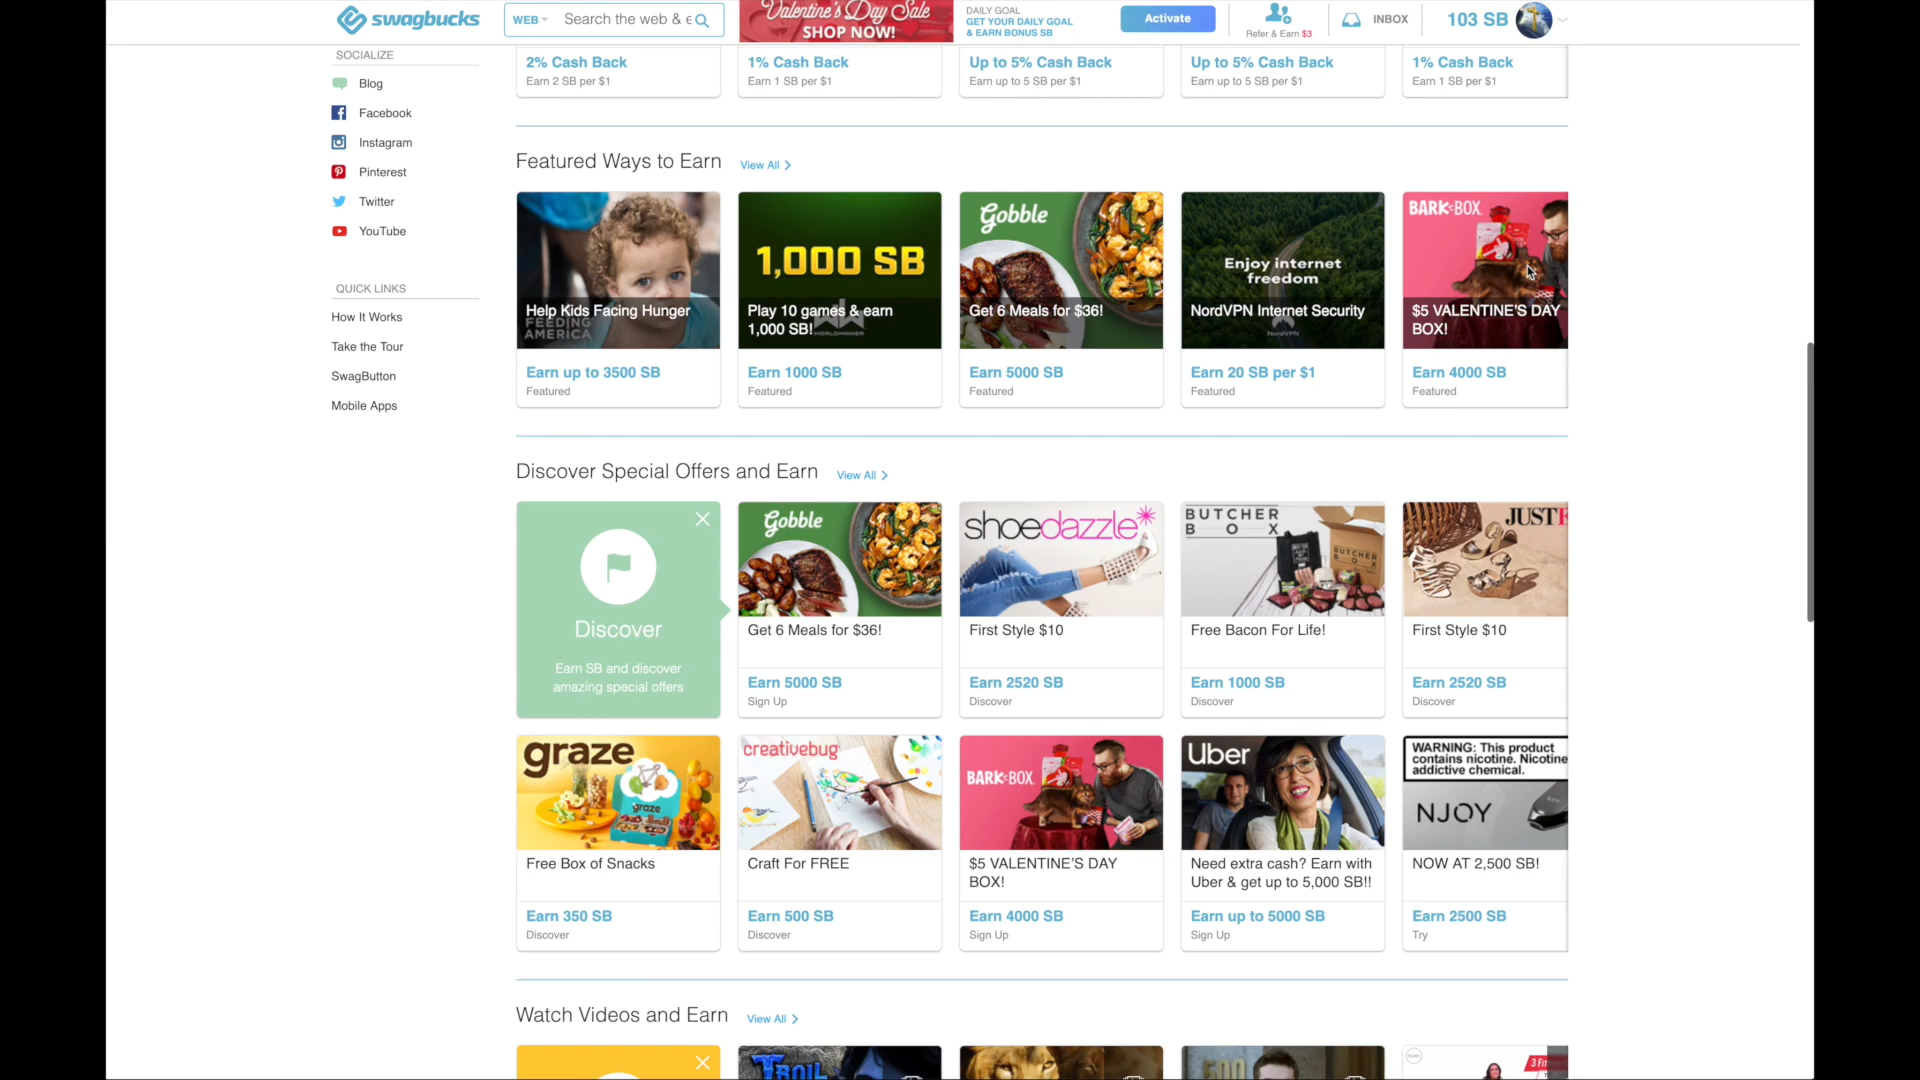 swagbucks
WEB
Search the web & e
Valentine's Day Sale
SHOP NOW!
DAILY GOAL
GET YOUR DAILY GOAL
& EARN BONUS SB
Activate
Refer & Earn $3
INBOX
103 SB
SOCIALIZE
Blog
Facebook
Instagram
Pinterest
Twitter
YouTube
QUICK LINKS
How It Works
Take the Tour
SwagButton
Mobile Apps
2% Cash Back
Earn 2 SB per $1
1% Cash Back
Earn 1 SB per $1
Up to 5% Cash Back
Earn up to 5 SB per $1
Up to 5% Cash Back
Earn up to 5 SB per $1
1% Cash Back
Earn 1 SB per $1
Featured Ways to Earn
View All
Help Kids Facing Hunger
FEEDING
AMERICA
Earn up to 3500 SB
Featured
1,000 SB
Play 10 games & earn
1,000 SB!
WORLDWINNER
Earn 1000 SB
Featured
Gobble
Get 6 Meals for $36!
Earn 5000 SB
Featured
Enjoy internet
freedom
NordVPN Internet Security
NordVPN
Earn 20 SB per $1
Featured
BARKBOX
$5 VALENTINE'S DAY
BOX!
Earn 4000 SB
Featured
Discover Special Offers and Earn
View All
Discover
Earn SB and discover
amazing special offers
Gobble
Get 6 Meals for $36!
Earn 5000 SB
Sign Up
shoedazzle
First Style $10
Earn 2520 SB
Discover
BUTCHER
BOX
BUTCHER
BOX
Free Bacon For Life!
Earn 1000 SB
Discover
JUSTF
First Style $10
Earn 2520 SB
Discover
graze
graze
Free Box of Snacks
Earn 350 SB
Discover
creativebug
Craft For FREE
Earn 500 SB
Discover
BARKBOX
$5 VALENTINE'S DAY
BOX!
Earn 4000 SB
Sign Up
Uber
Need extra cash? Earn with
Uber & get up to 5,000 SB!!
Earn up to 5000 SB
Sign Up
WARNING: This product
contains nicotine. Nicotine
addictive chemical.
NJOY
NOW AT 2,500 SB!
Earn 2500 SB
Try
Watch Videos and Earn
View All